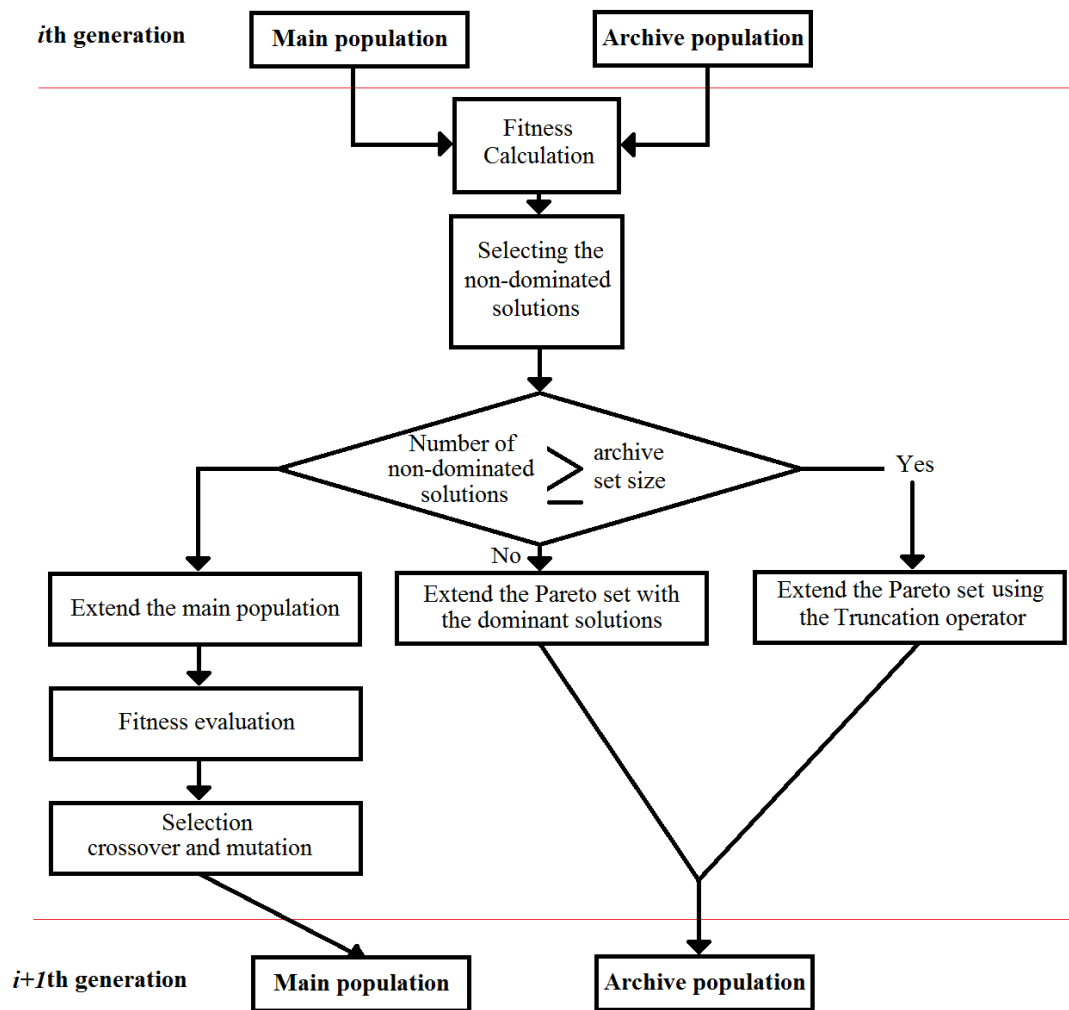 ith generation
Main population
Archive population
Fitness
Calculation
Selecting the
non-dominated
solutions
Number of
non-dominated
solutions
≥
archive
set size
Yes
No
Extend the main population
Extend the Pareto set with
the dominant solutions
Extend the Pareto set using
the Truncation operator
Fitness evaluation
Selection
crossover and mutation
i+1th generation
Main population
Archive population